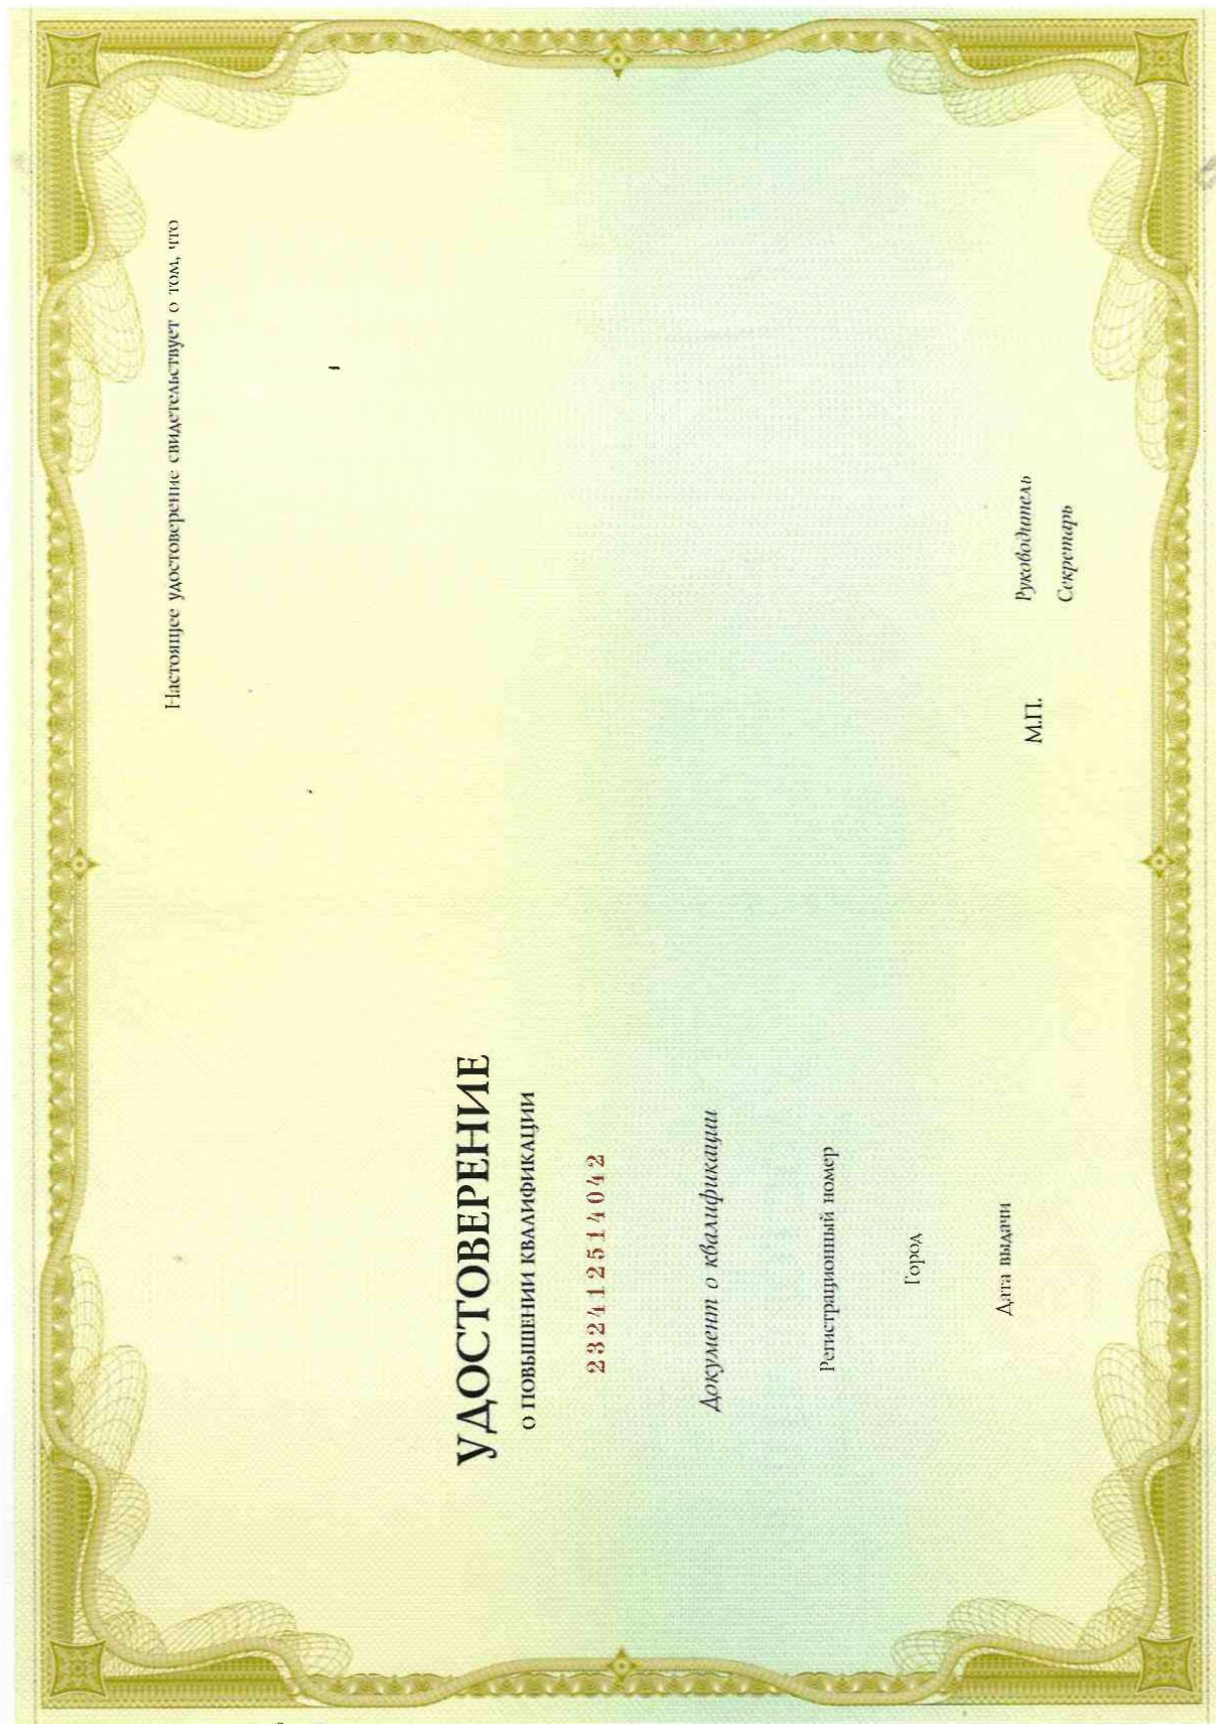 УДОСТОВЕРЕНИЕ
О ПОВЫШЕНИИ КВАЛИФИКАЦИИ
232412514042
Документ о квалификации
Регистрационный номер
Город
Дата выдачи
Настоящее удостоверение свидетельствует о том, что
М.П.
Руководитель
Секретарь